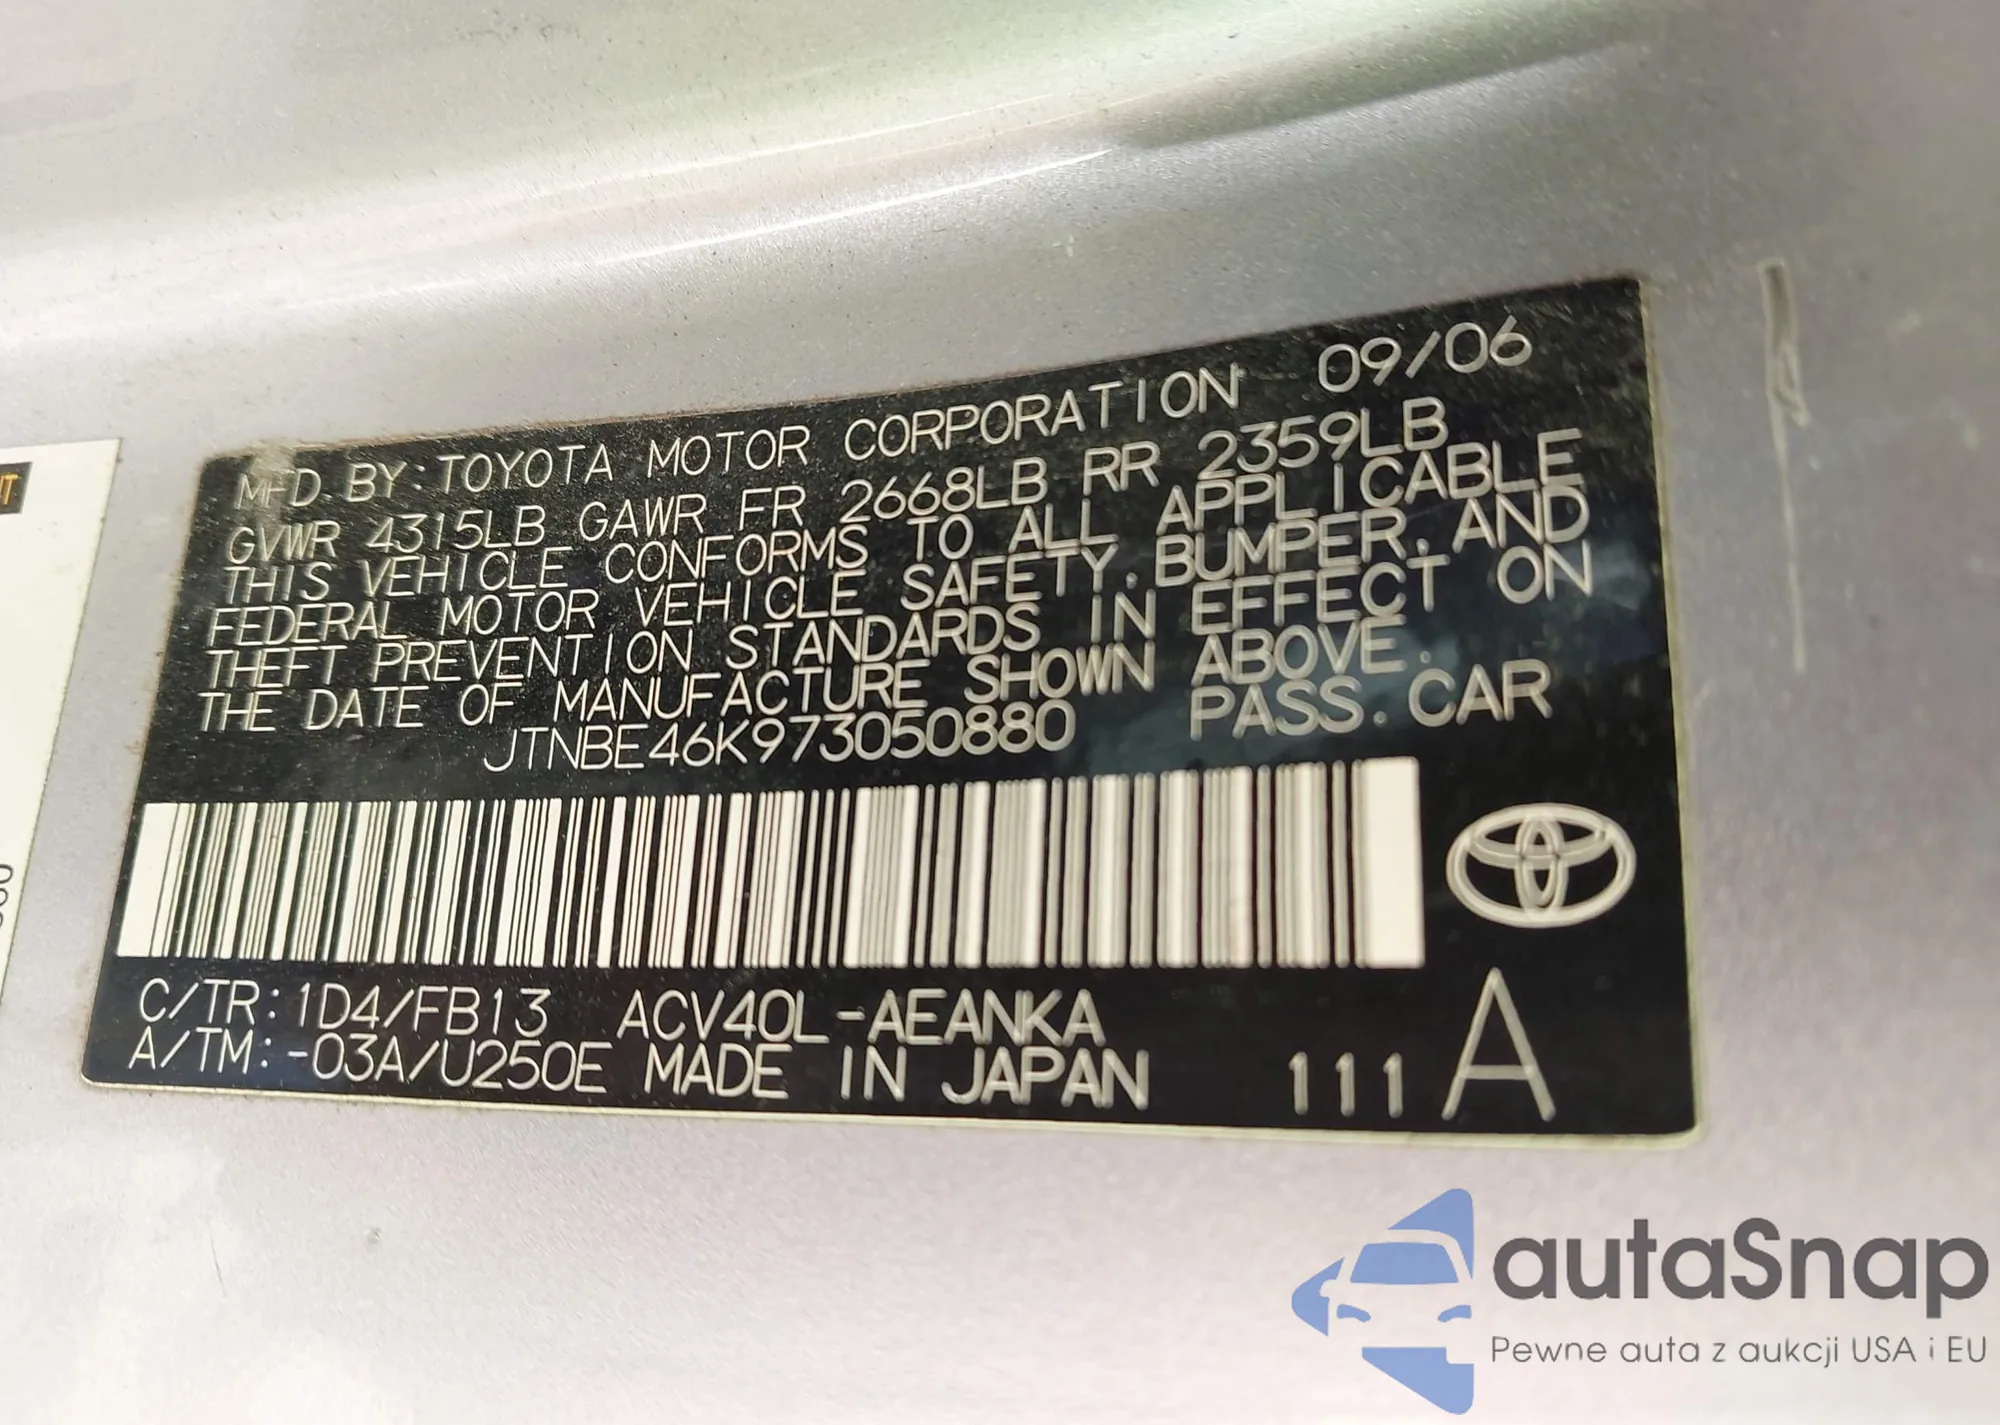 MFD. BY: TOYOTA MOTOR CORPORATION 09/06
GVWR 4315LB GAWR FR 2668LB RR 2359LB
THIS VEHICLE CONFORMS TO ALL APPLICABLE
FEDERAL MOTOR VEHICLE SAFETY, BUMPER, AND
THEFT PREVENTION STANDARDS IN EFFECT ON
THE DATE OF MANUFACTURE SHOWN ABOVE.
JTNBE46K973050880 PASS. CAR
C/TR: 1D4/FB13 ACV40L-AEANKA
A/TM: -03A/U250E MADE IN JAPAN 111 A
autaSnap
Pewne auta z aukcji USA i EU